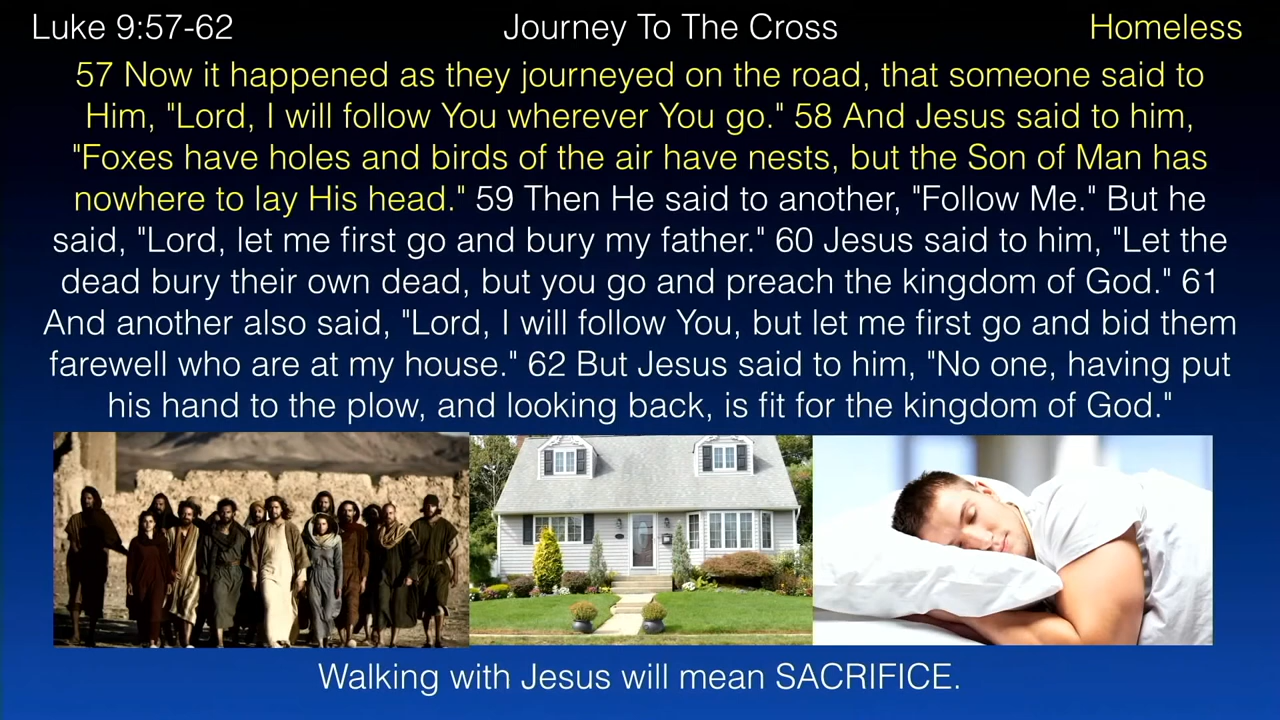 Luke 9:57-62 Journey To The Cross Homeless
57 Now it happened as they journeyed on the road, that someone said to
Him, "Lord, I will follow You wherever You go." 58 And Jesus said to him,
"Foxes have holes and birds of the air have nests, but the Son of Man has
nowhere to lay His head." 59 Then He said to another, "Follow Me." But he
said, "Lord, let me first go and bury my father." 60 Jesus said to him, "Let the
dead bury their own dead, but you go and preach the kingdom of God." 61
And another also said, "Lord, I will follow You, but let me first go and bid them
farewell who are at my house." 62 But Jesus said to him, "No one, having put
his hand to the plow, and looking back, is fit for the kingdom of God."
Walking with Jesus will mean SACRIFICE.